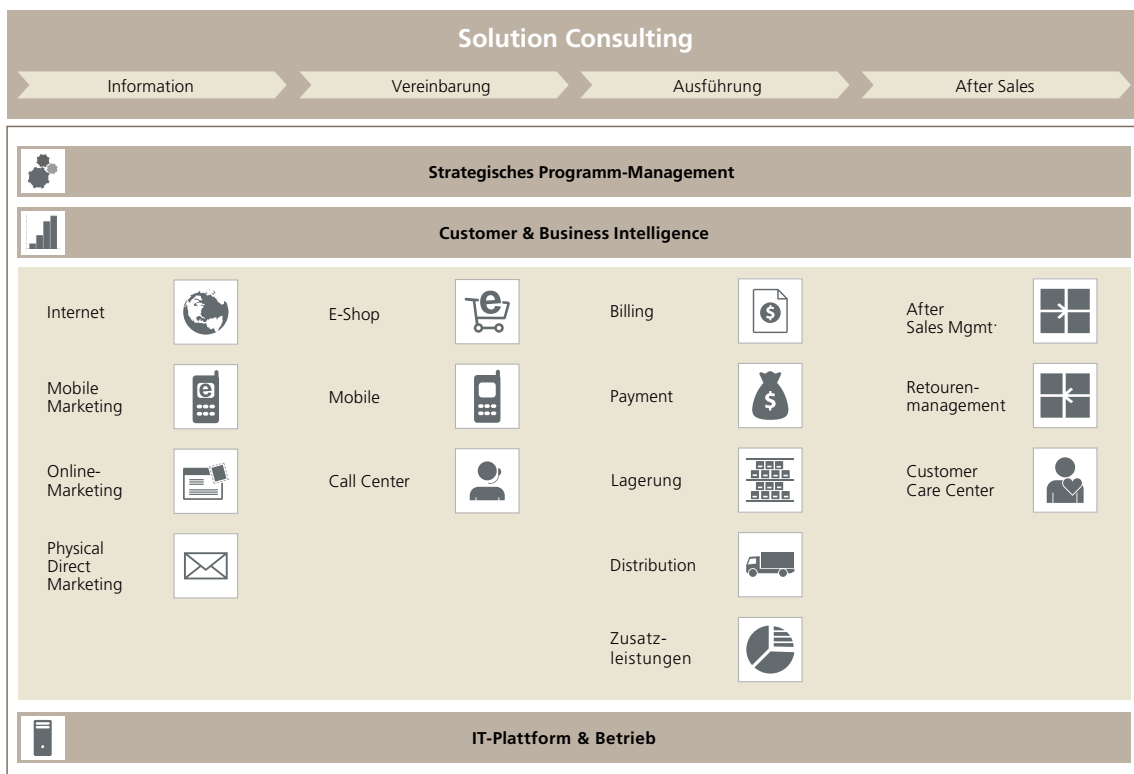 Solution Consulting
Information
Vereinbarung
Ausführung
After Sales
Strategisches Programm-Management
Customer & Business Intelligence
Internet
Mobile
Marketing
Online-
Marketing
Physical
Direct
Marketing
E-Shop
Mobile
Call Center
Billing
Payment
Lagerung
Distribution
Zusatz-
leistungen
After
Sales Mgmt·
Retouren-
management
Customer
Care Center
IT-Plattform & Betrieb